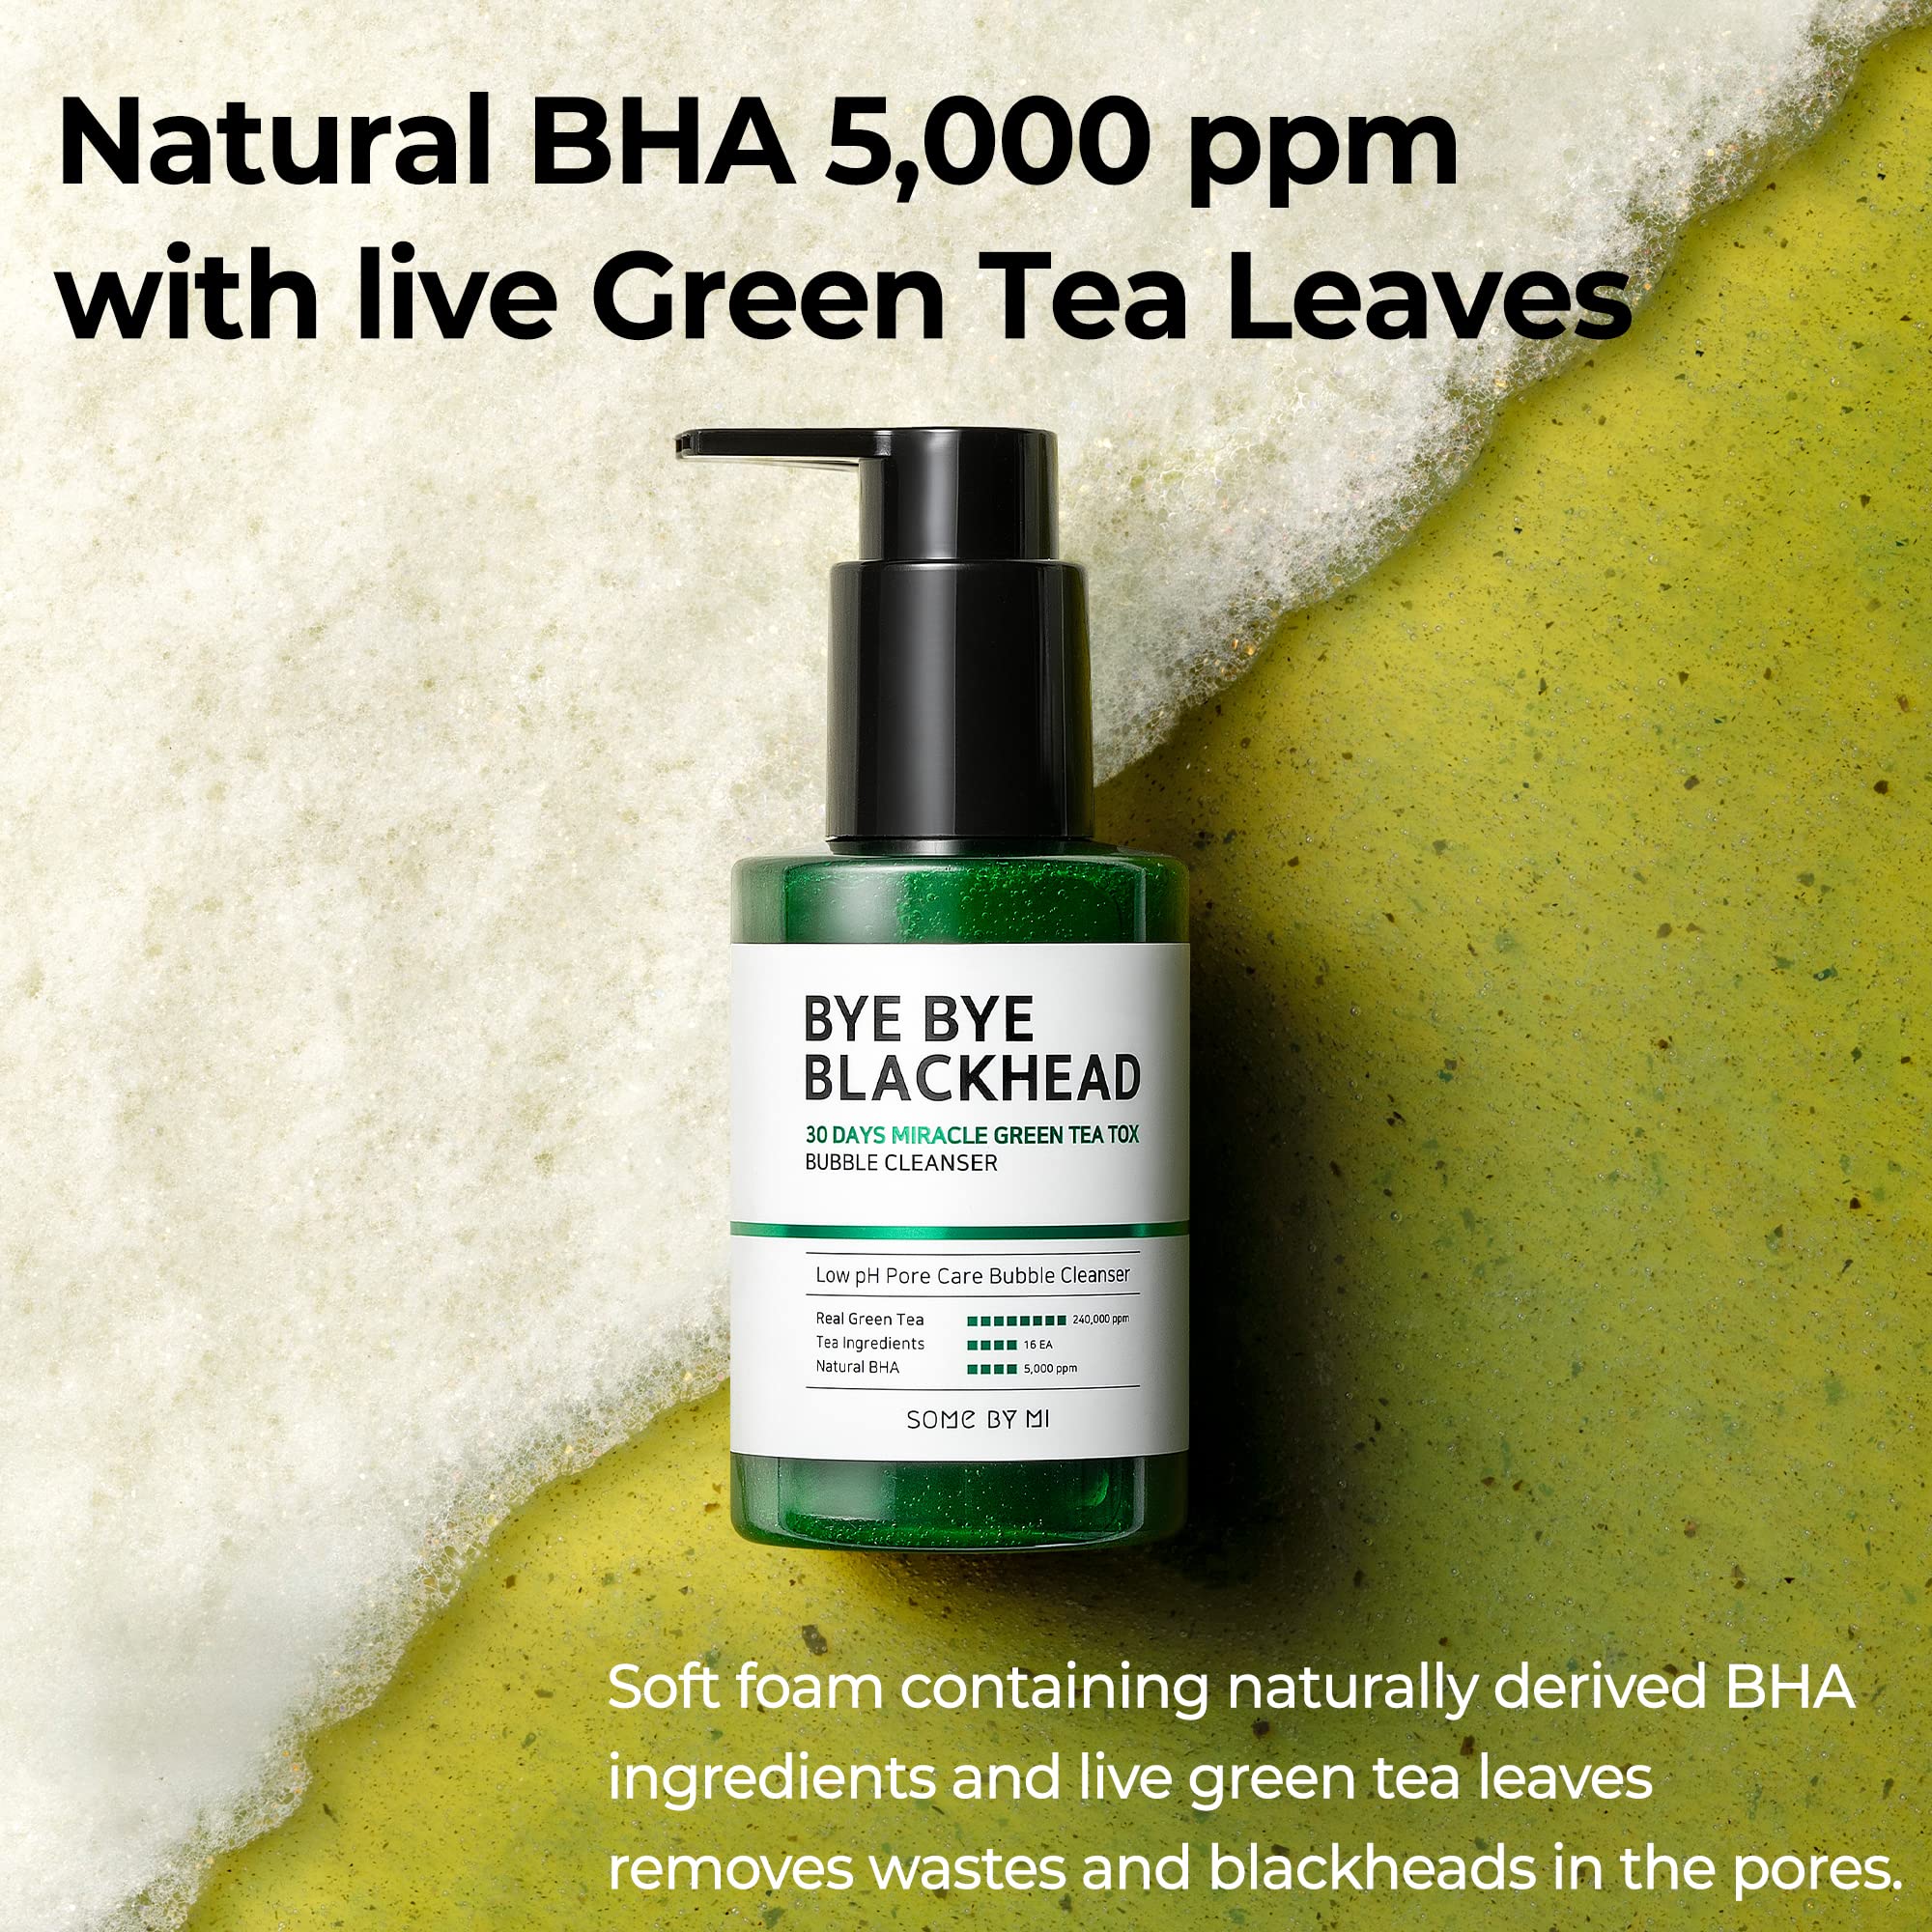 Natural BHA 5,000 ppm
with live Green Tea Leaves
BYE BYE
BLACKHEAD
30 DAYS MIRACLE GREEN TEA TOX
BUBBLE CLEANSER
Low pH Pore Care Bubble Cleanser
Real Green Tea 240,000 ppm
Tea Ingredients 16 EA
Natural BHA 5,000 ppm
SOME BY MI
Soft foam containing naturally derived BHA
ingredients and live green tea leaves
removes wastes and blackheads in the pores.